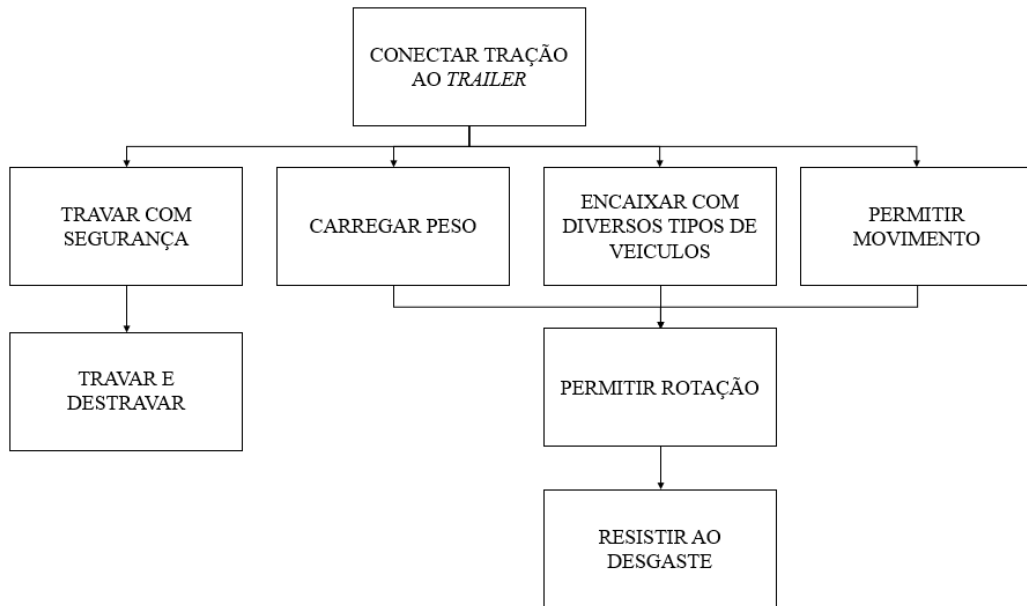 CONECTAR TRAÇÃO
AO TRAILER
TRAVAR COM
SEGURANÇA
CARREGAR PESO
ENCAIXAR COM
DIVERSOS TIPOS DE
VEICULOS
PERMITIR
MOVIMENTO
TRAVAR E
DESTRAVAR
PERMITIR ROTAÇÃO
RESISTIR AO
DESGASTE